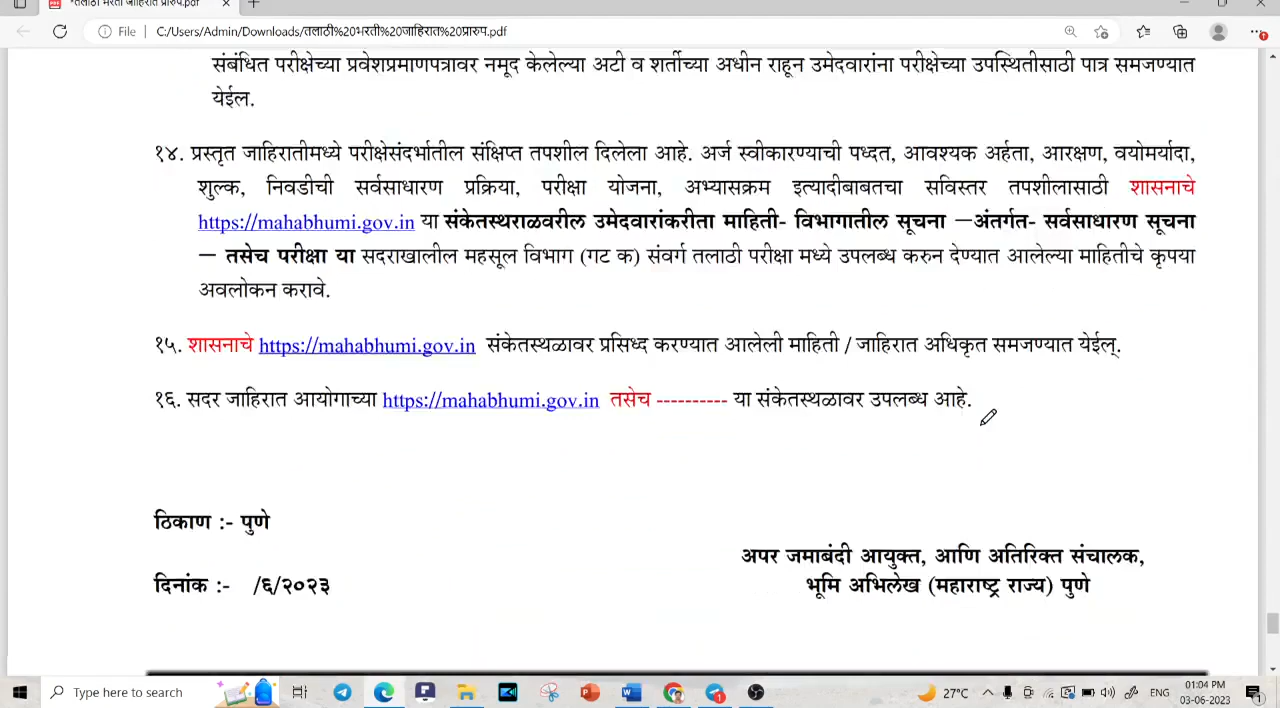 तलाठी भरती जाहिरात प्रारुप.pdf
File C:/Users/Admin/Downloads/तलाठी%20भरती%20जाहिरात%20प्रारुप.pdf
संबंधित परीक्षेच्या प्रवेशप्रमाणपत्रावर नमूद केलेल्या अटी व शर्तीच्या अधीन राहून उमेदवारांना परीक्षेच्या उपस्थितीसाठी पात्र समजण्यात
येईल.
१४. प्रस्तृत जाहिरातीमध्ये परीक्षेसंदर्भातील संक्षिप्त तपशील दिलेला आहे. अर्ज स्वीकारण्याची पध्दत, आवश्यक अर्हता, आरक्षण, वयोमर्यादा,
शुल्क, निवडीची सर्वसाधारण प्रक्रिया, परीक्षा योजना, अभ्यासक्रम इत्यादीबाबतचा सविस्तर तपशीलासाठी शासनाचे
https://mahabhumi.gov.in या संकेतस्थराळवरील उमेदवारांकरीता माहिती- विभागातील सूचना –अंतर्गत- सर्वसाधारण सूचना
– तसेच परीक्षा या सदराखालील महसूल विभाग (गट क) संवर्ग तलाठी परीक्षा मध्ये उपलब्ध करुन देण्यात आलेल्या माहितीचे कृपया
अवलोकन करावे.
१५. शासनाचे https://mahabhumi.gov.in संकेतस्थळावर प्रसिध्द करण्यात आलेली माहिती / जाहिरात अधिकृत समजण्यात येईल्.
१६. सदर जाहिरात आयोगाच्या https://mahabhumi.gov.in तसेच ---------- या संकेतस्थळावर उपलब्ध आहे.
ठिकाण :- पुणे
अपर जमाबंदी आयुक्त, आणि अतिरिक्त संचालक,
दिनांक :- /६/२०२३ भूमि अभिलेख (महाराष्ट्र राज्य) पुणे
Type here to search 27°C ENG 01:04 PM
03-06-2023